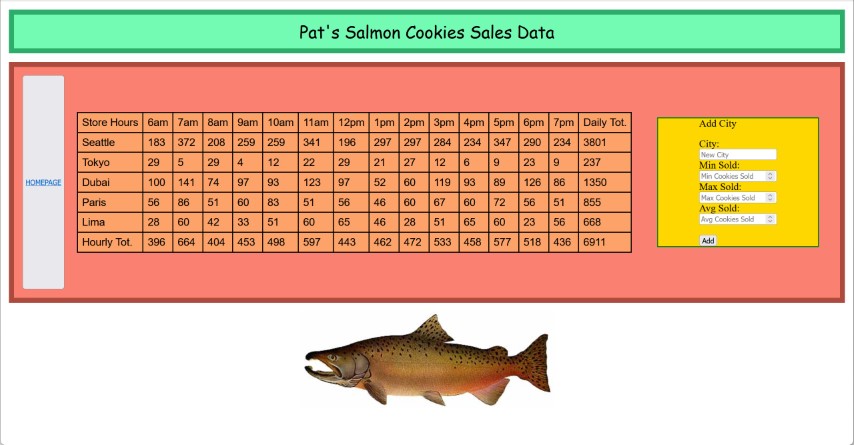 Pat's Salmon Cookies Sales Data
HOMEPAGE
Store Hours 6am 7am 8am 9am 10am 11am 12pm 1pm 2pm 3pm 4pm 5pm 6pm 7pm Daily Tot.
Seattle 183 372 208 259 259 341 196 297 297 284 234 347 290 234 3801
Tokyo 29 5 29 4 12 22 29 21 27 12 6 9 23 9 237
Dubai 100 141 74 97 93 123 97 52 60 119 93 89 126 86 1350
Paris 56 86 51 60 83 51 56 46 60 67 60 72 56 51 855
Lima 28 60 42 33 51 60 65 46 28 51 65 60 23 56 668
Hourly Tot. 396 664 404 453 498 597 443 462 472 533 458 577 518 436 6911
Add City
City:
New City
Min Sold:
Min Cookies Sold
Max Sold:
Max Cookies Sold
Avg Sold:
Avg Cookies Sold
Add